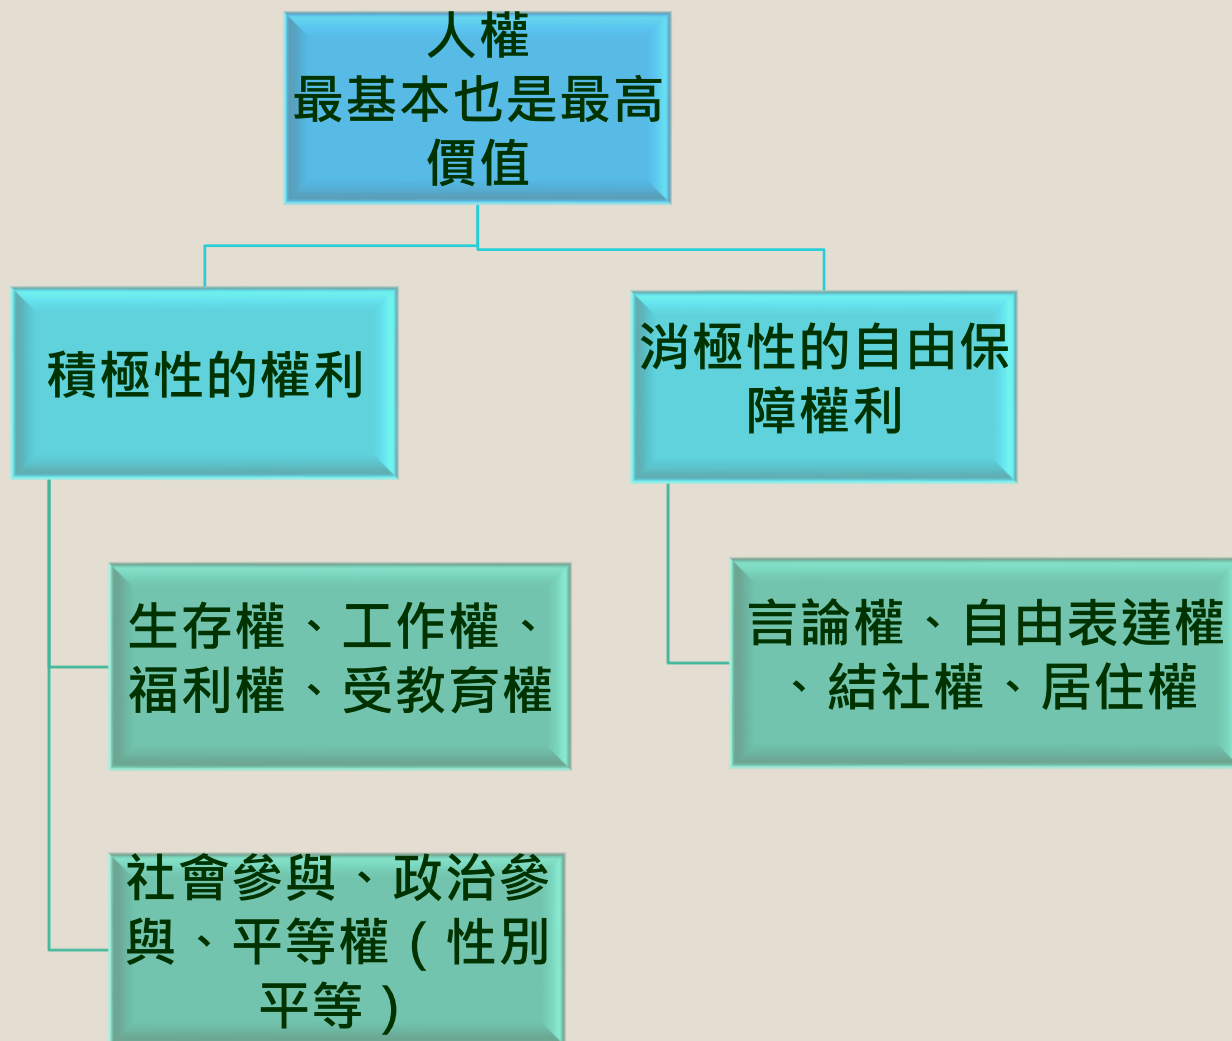 人權
最基本也是最高
價值
積極性的權利
消極性的自由保
障權利
生存權、工作權、
福利權、受教育權
言論權、自由表達權
、結社權、居住權
社會參與、政治參
與、平等權（性別
平等）